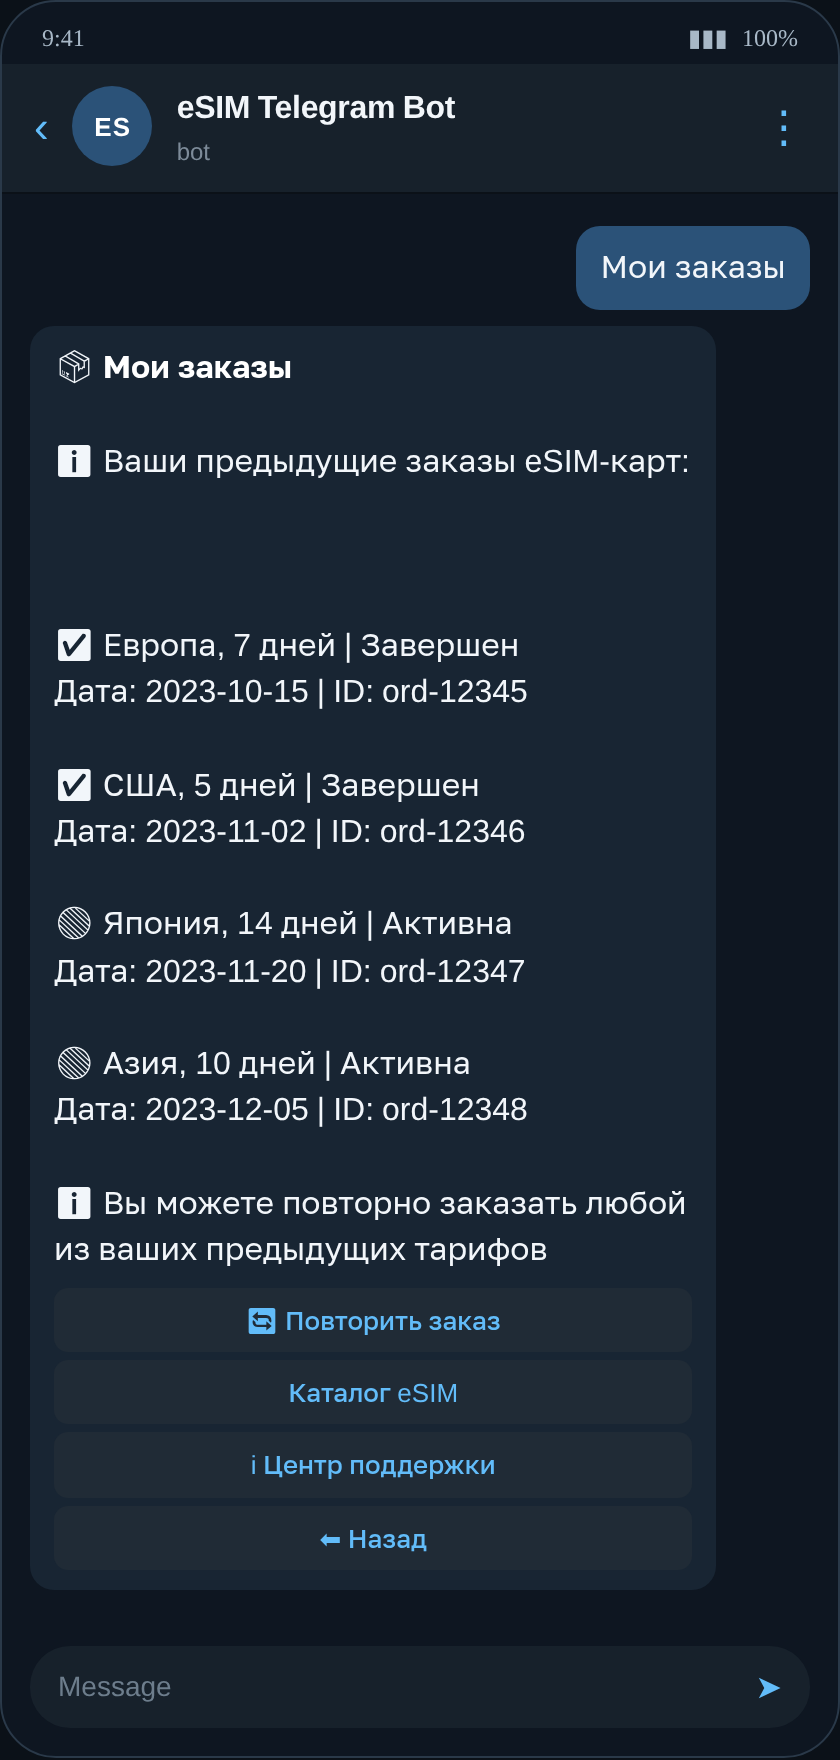 9:41 100%
ES
eSIM Telegram Bot
bot
Мои заказы
📦 Мои заказы
ℹ️ Ваши предыдущие заказы eSIM-карт:
☑ Европа, 7 дней | Завершен
Дата: 2023-10-15 | ID: ord-12345
☑ США, 5 дней | Завершен
Дата: 2023-11-02 | ID: ord-12346
Япония, 14 дней | Активна
Дата: 2023-11-20 | ID: ord-12347
Азия, 10 дней | Активна
Дата: 2023-12-05 | ID: ord-12348
ℹ️ Вы можете повторно заказать любой
из ваших предыдущих тарифов
🔁 Повторить заказ
Каталог eSIM
i Центр поддержки
⬅ Назад
Message